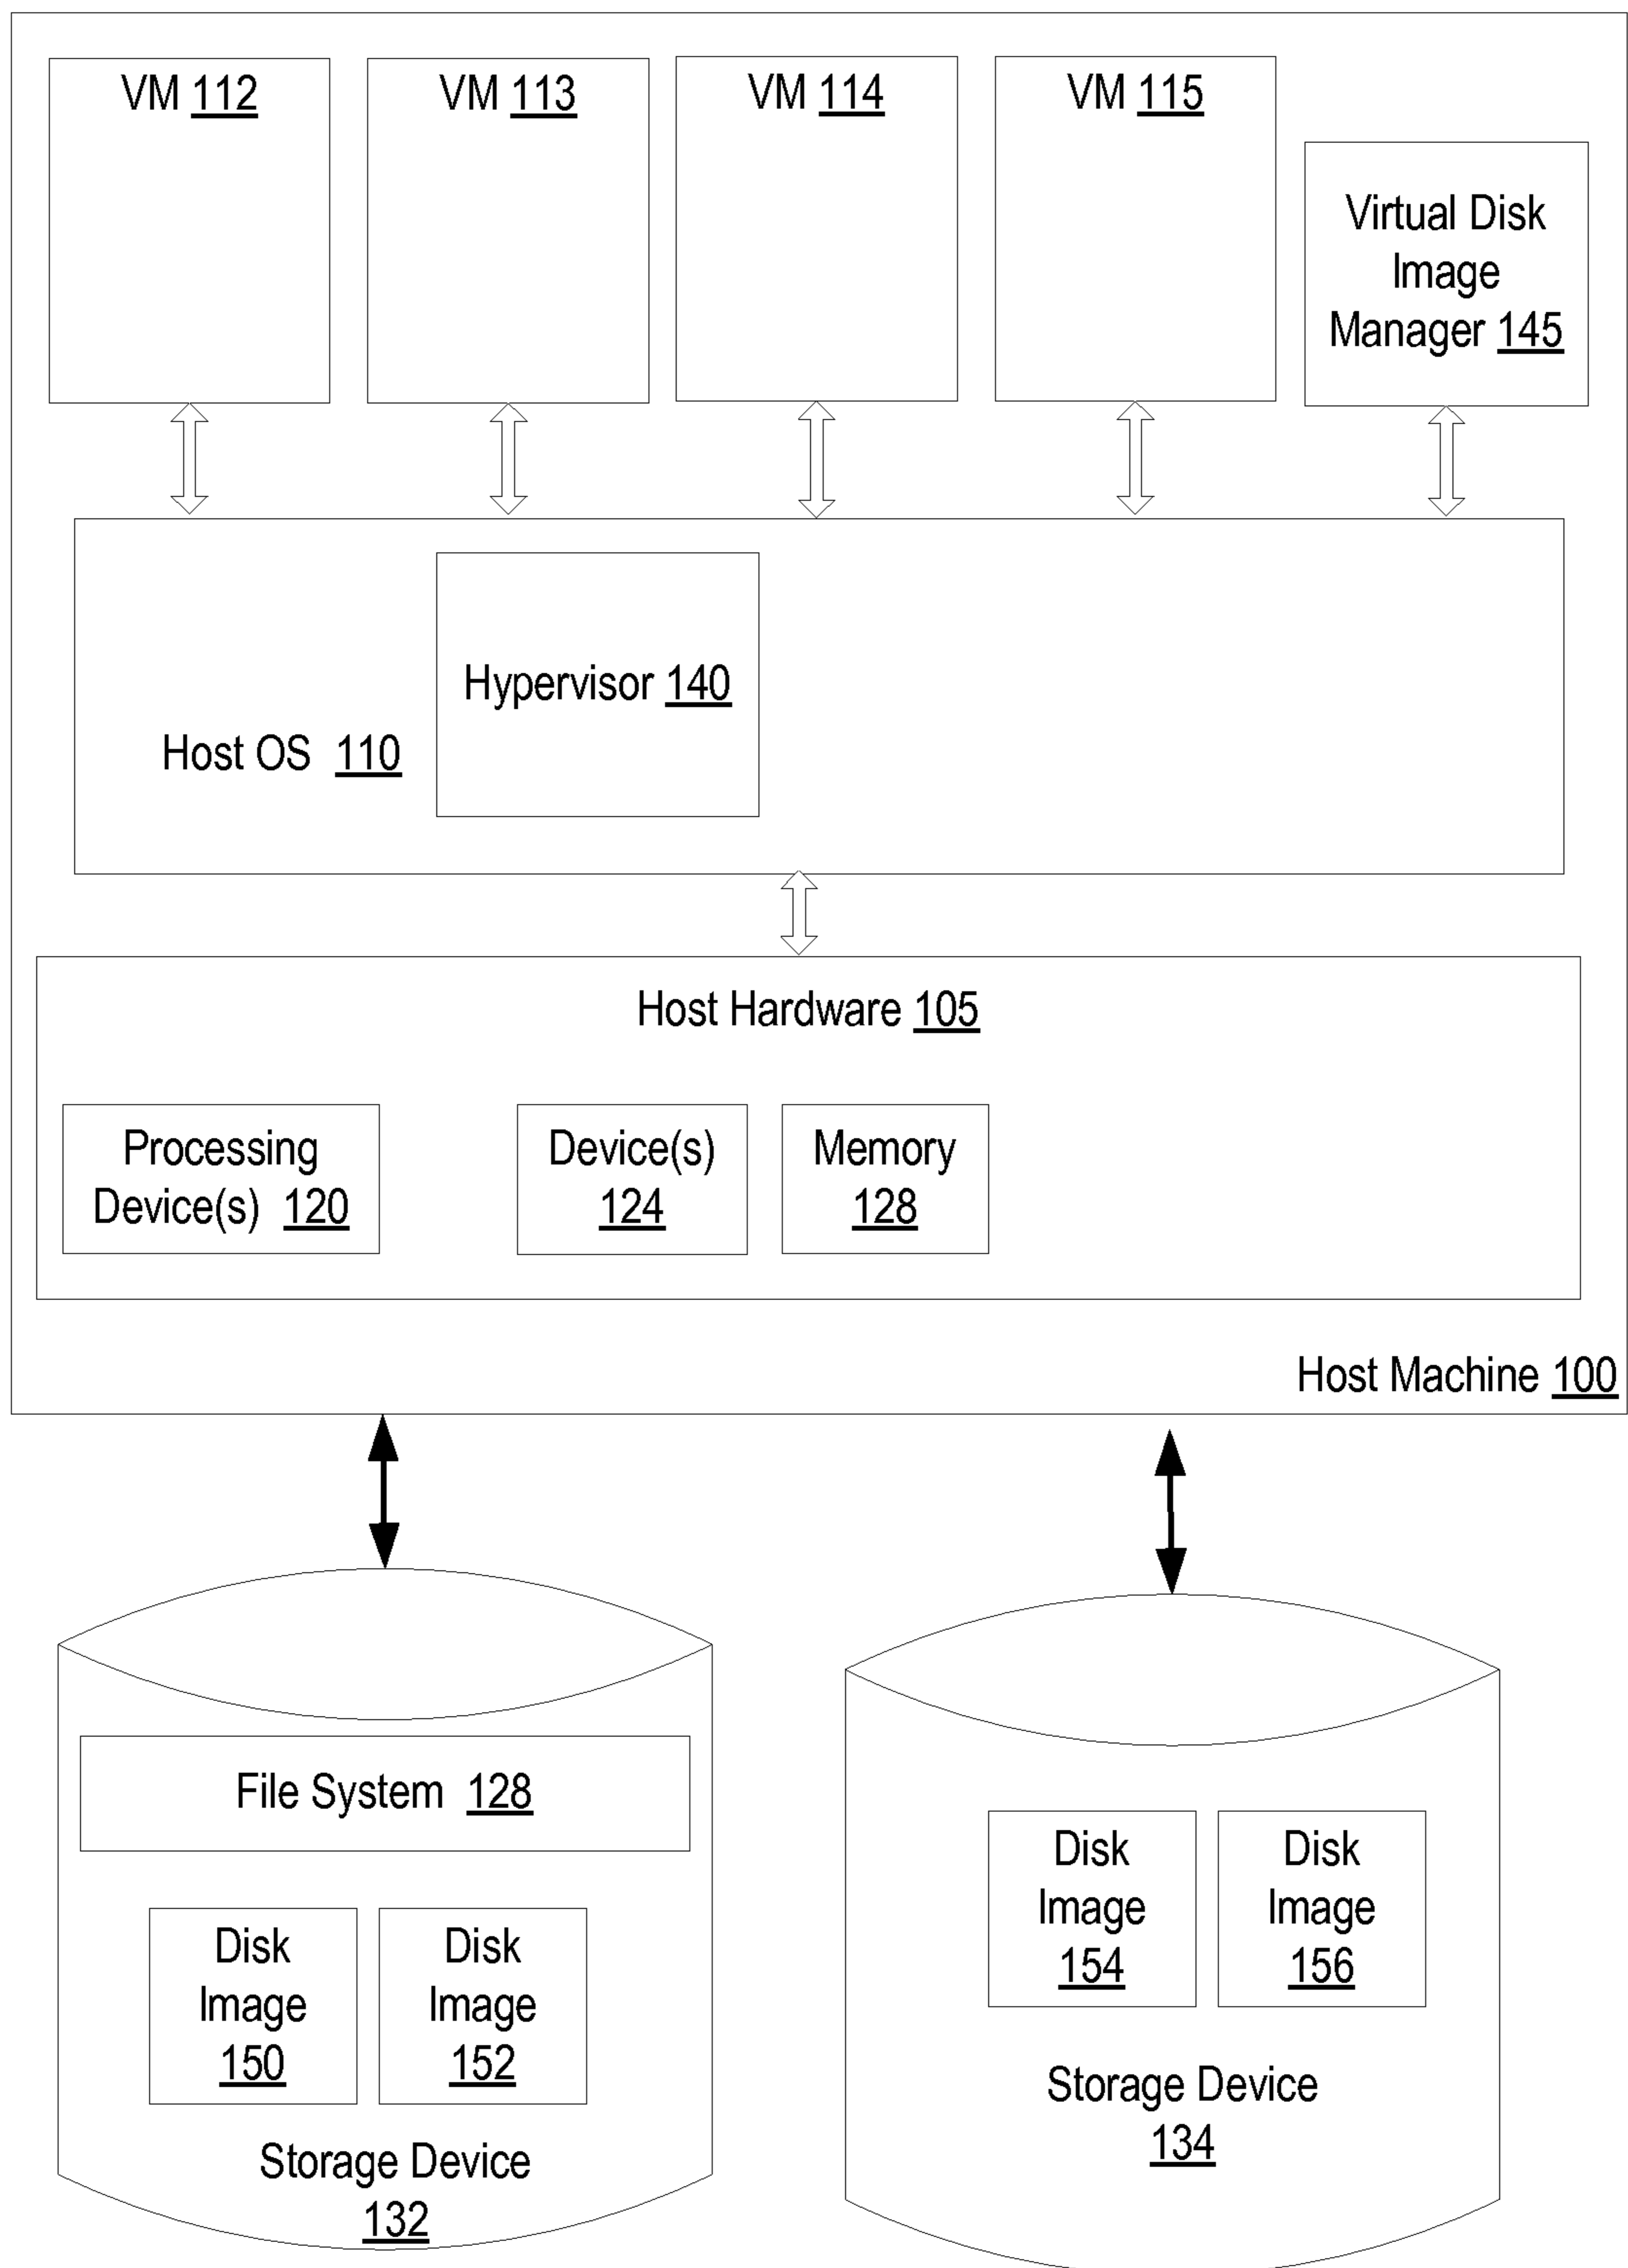 VM 112
VM 113
VM 114
VM 115
Virtual Disk
Image
Manager 145
Hypervisor 140
Host OS 110
Host Hardware 105
Processing
Device(s) 120
Device(s)
124
Memory
128
Host Machine 100
File System 128
Disk
Image
150
Disk
Image
152
Storage Device
132
Disk
Image
154
Disk
Image
156
Storage Device
134